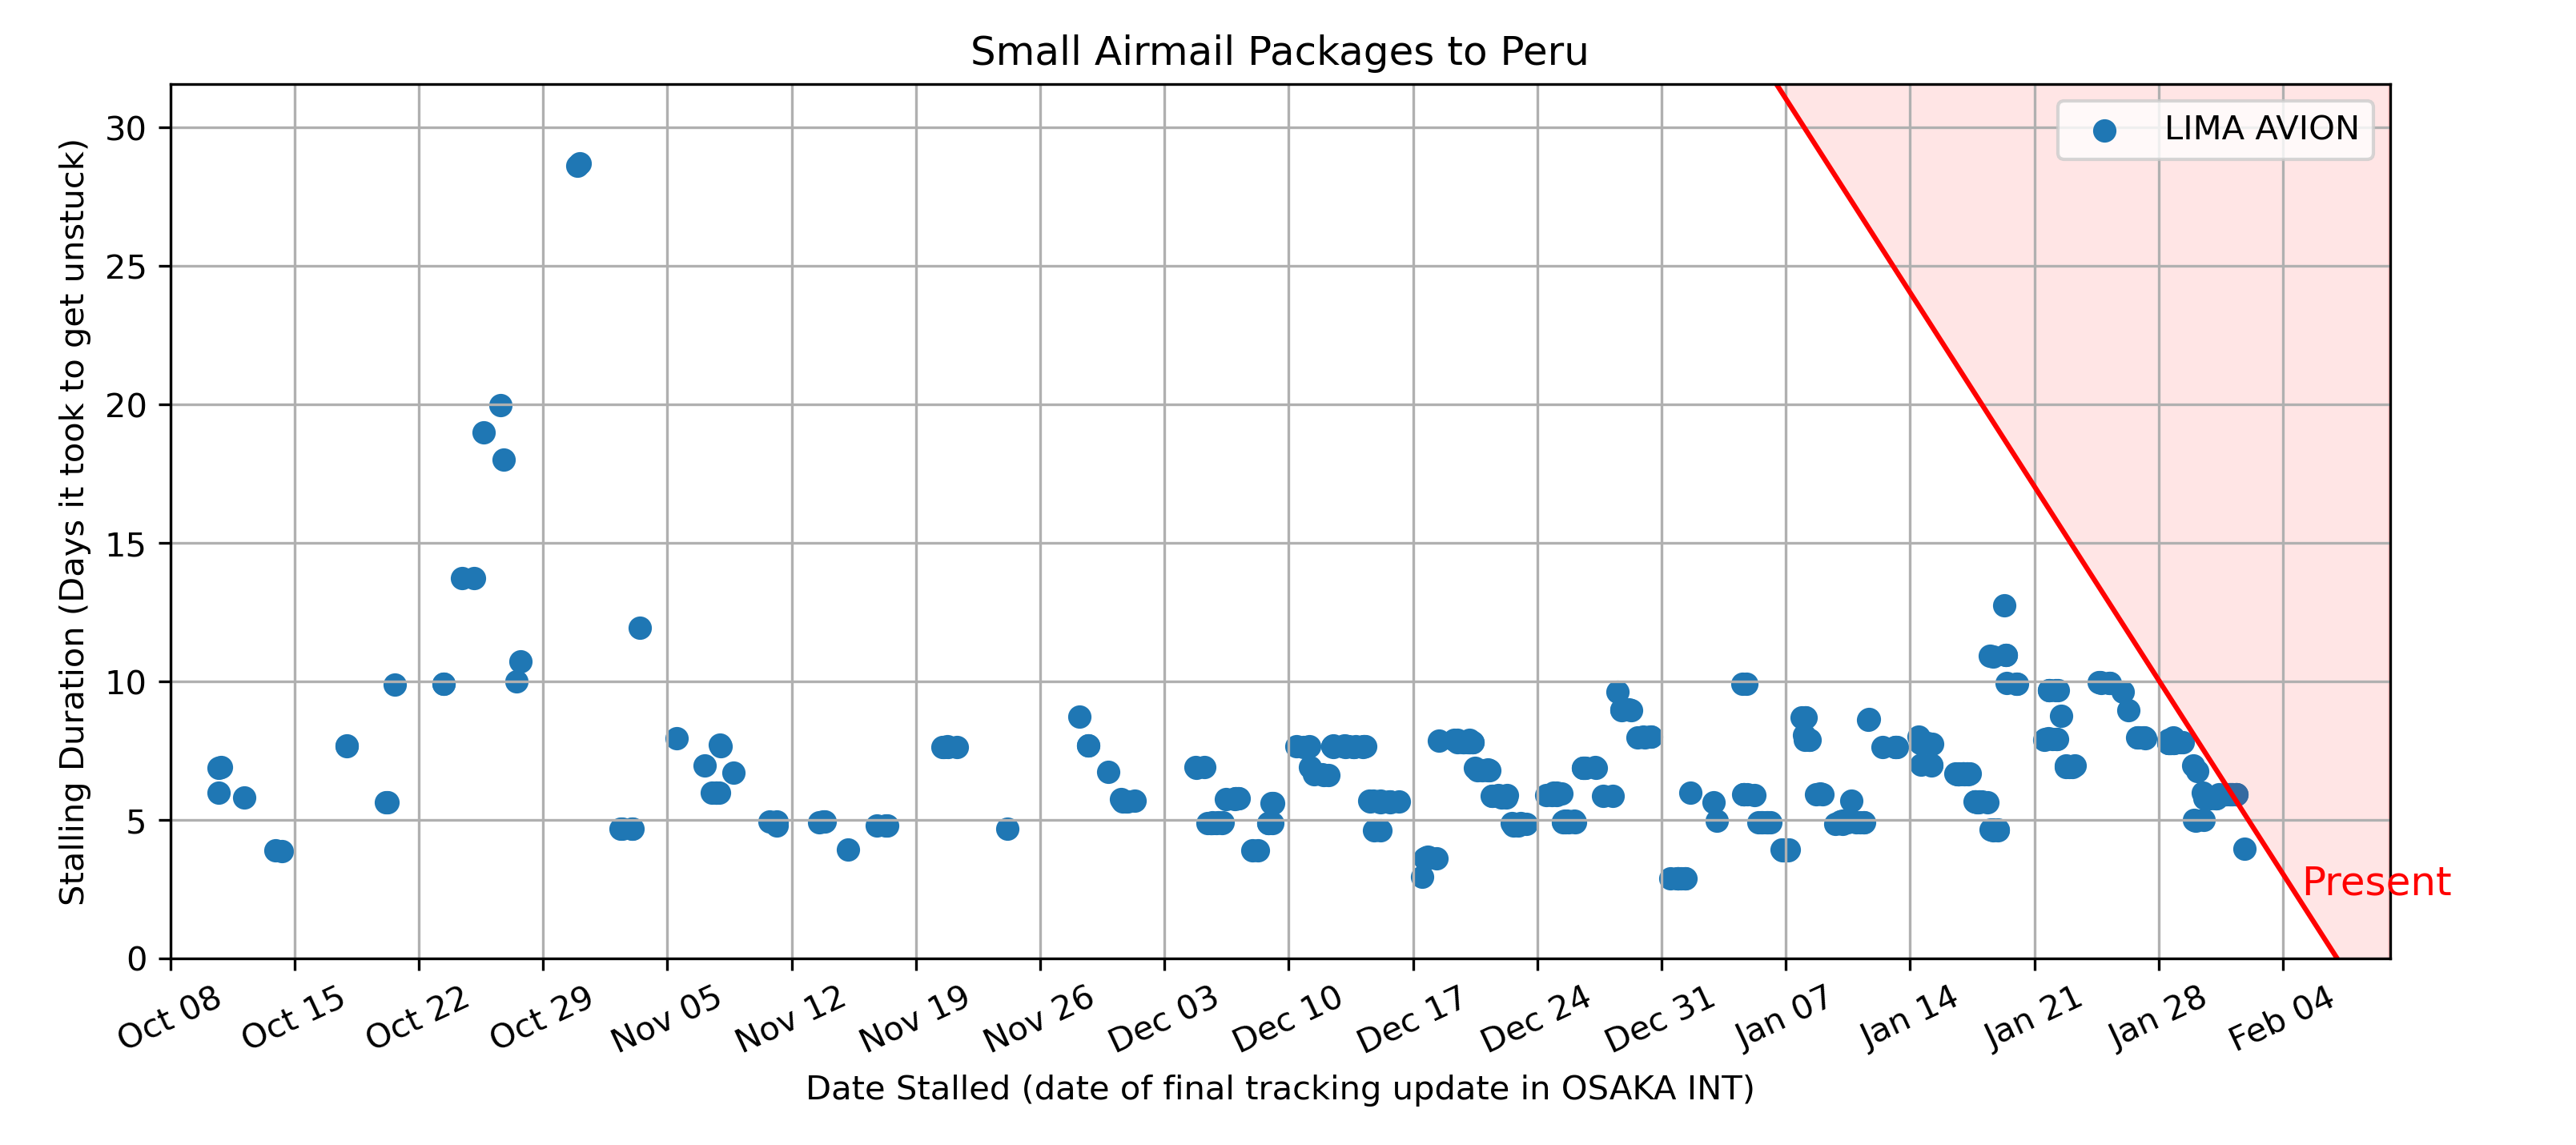 Small Airmail Packages to Peru
LIMA AVION
Stalling Duration (Days it took to get unstuck)
30
25
20
15
10
5
0
Present
Oct 08 Oct 15 Oct 22 Oct 29 Nov 05 Nov 12 Nov 19 Nov 26 Dec 03 Dec 10 Dec 17 Dec 24 Dec 31 Jan 07 Jan 14 Jan 21 Jan 28 Feb 04
Date Stalled (date of final tracking update in OSAKA INT)